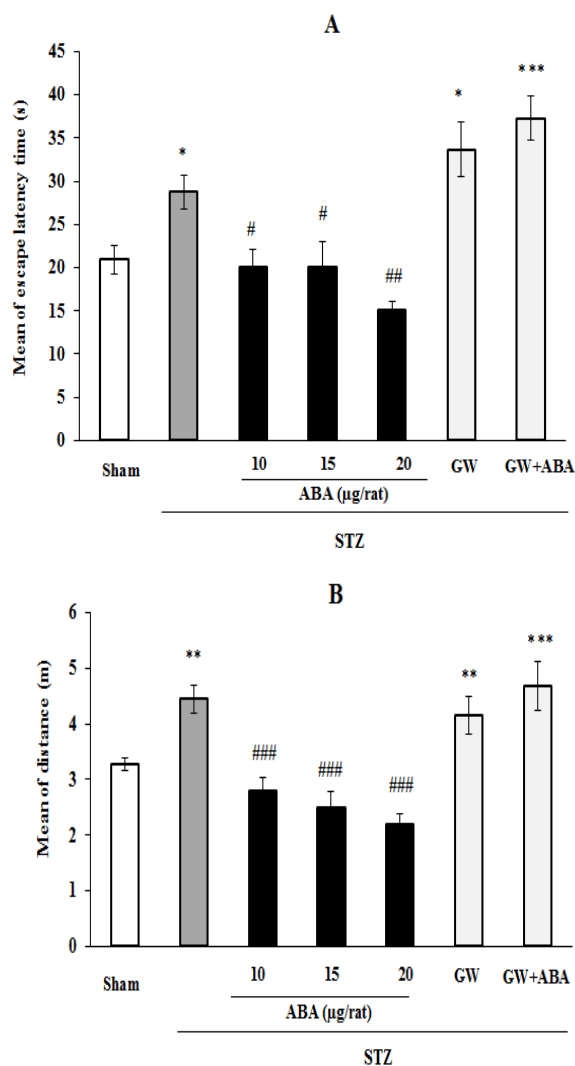 A
Mean of escape latency time (s)
45
40
35
30
25
20
15
10
5
0
*
#
#
##
*
***
Sham
10
15
20
GW
GW+ABA
ABA (µg/rat)
STZ
B
Mean of distance (m)
6
5
4
3
2
1
0
**
###
###
###
**
***
Sham
10
15
20
GW
GW+ABA
ABA (µg/rat)
STZ